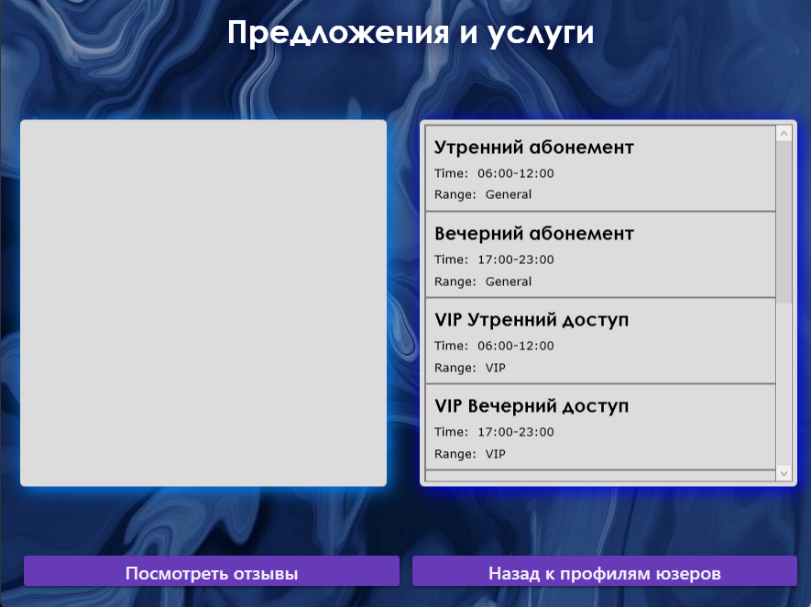 Предложения и услуги
Утренний абонемент
Time: 06:00-12:00
Range: General
Вечерний абонемент
Time: 17:00-23:00
Range: General
VIP Утренний доступ
Time: 06:00-12:00
Range: VIP
VIP Вечерний доступ
Time: 17:00-23:00
Range: VIP
Посмотреть отзывы
Назад к профилям юзеров